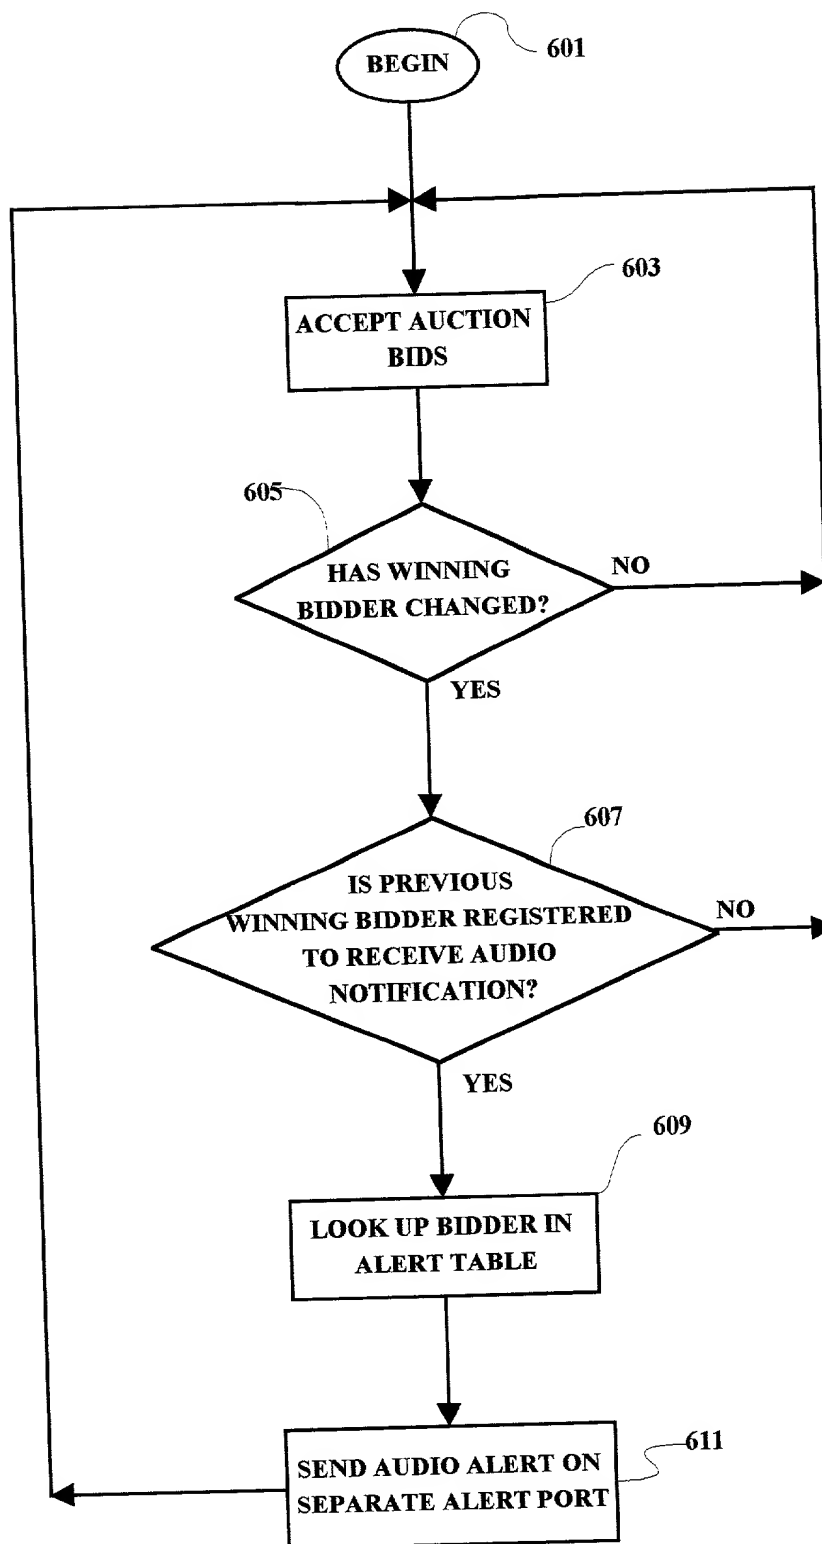 BEGIN
601
603
ACCEPT AUCTION
BIDS
605
HAS WINNING
BIDDER CHANGED?
NO
YES
607
IS PREVIOUS
WINNING BIDDER REGISTERED
TO RECEIVE AUDIO
NOTIFICATION?
NO
YES
609
LOOK UP BIDDER IN
ALERT TABLE
611
SEND AUDIO ALERT ON
SEPARATE ALERT PORT